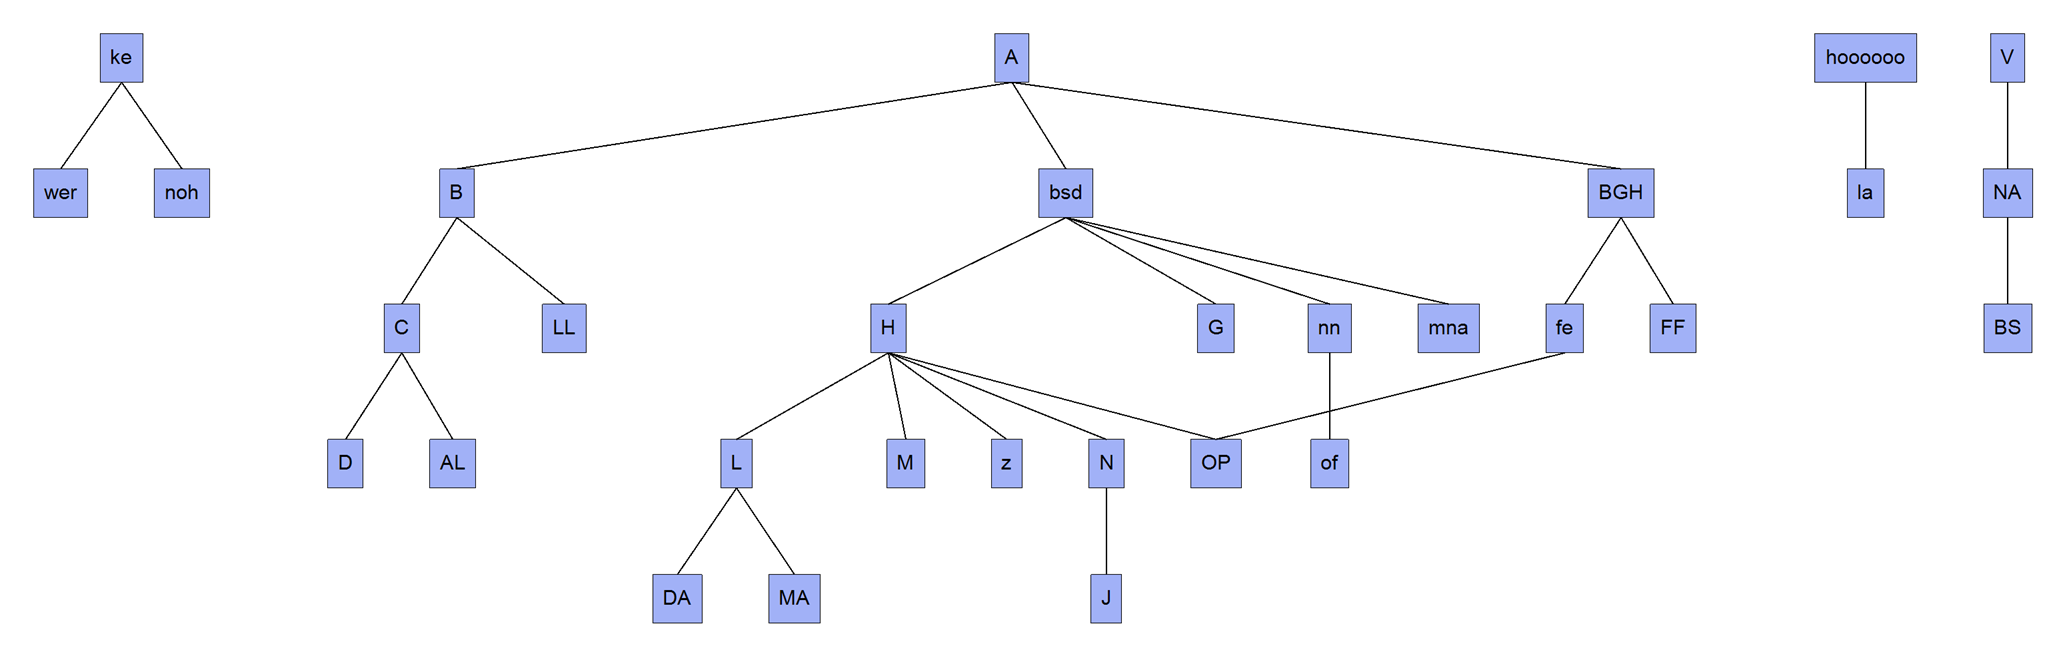 ke
A
hoooooo
V
wer
noh
B
bsd
BGH
la
NA
C
LL
H
G
nn
mna
fe
FF
BS
D
AL
L
M
z
N
OP
of
DA
MA
J